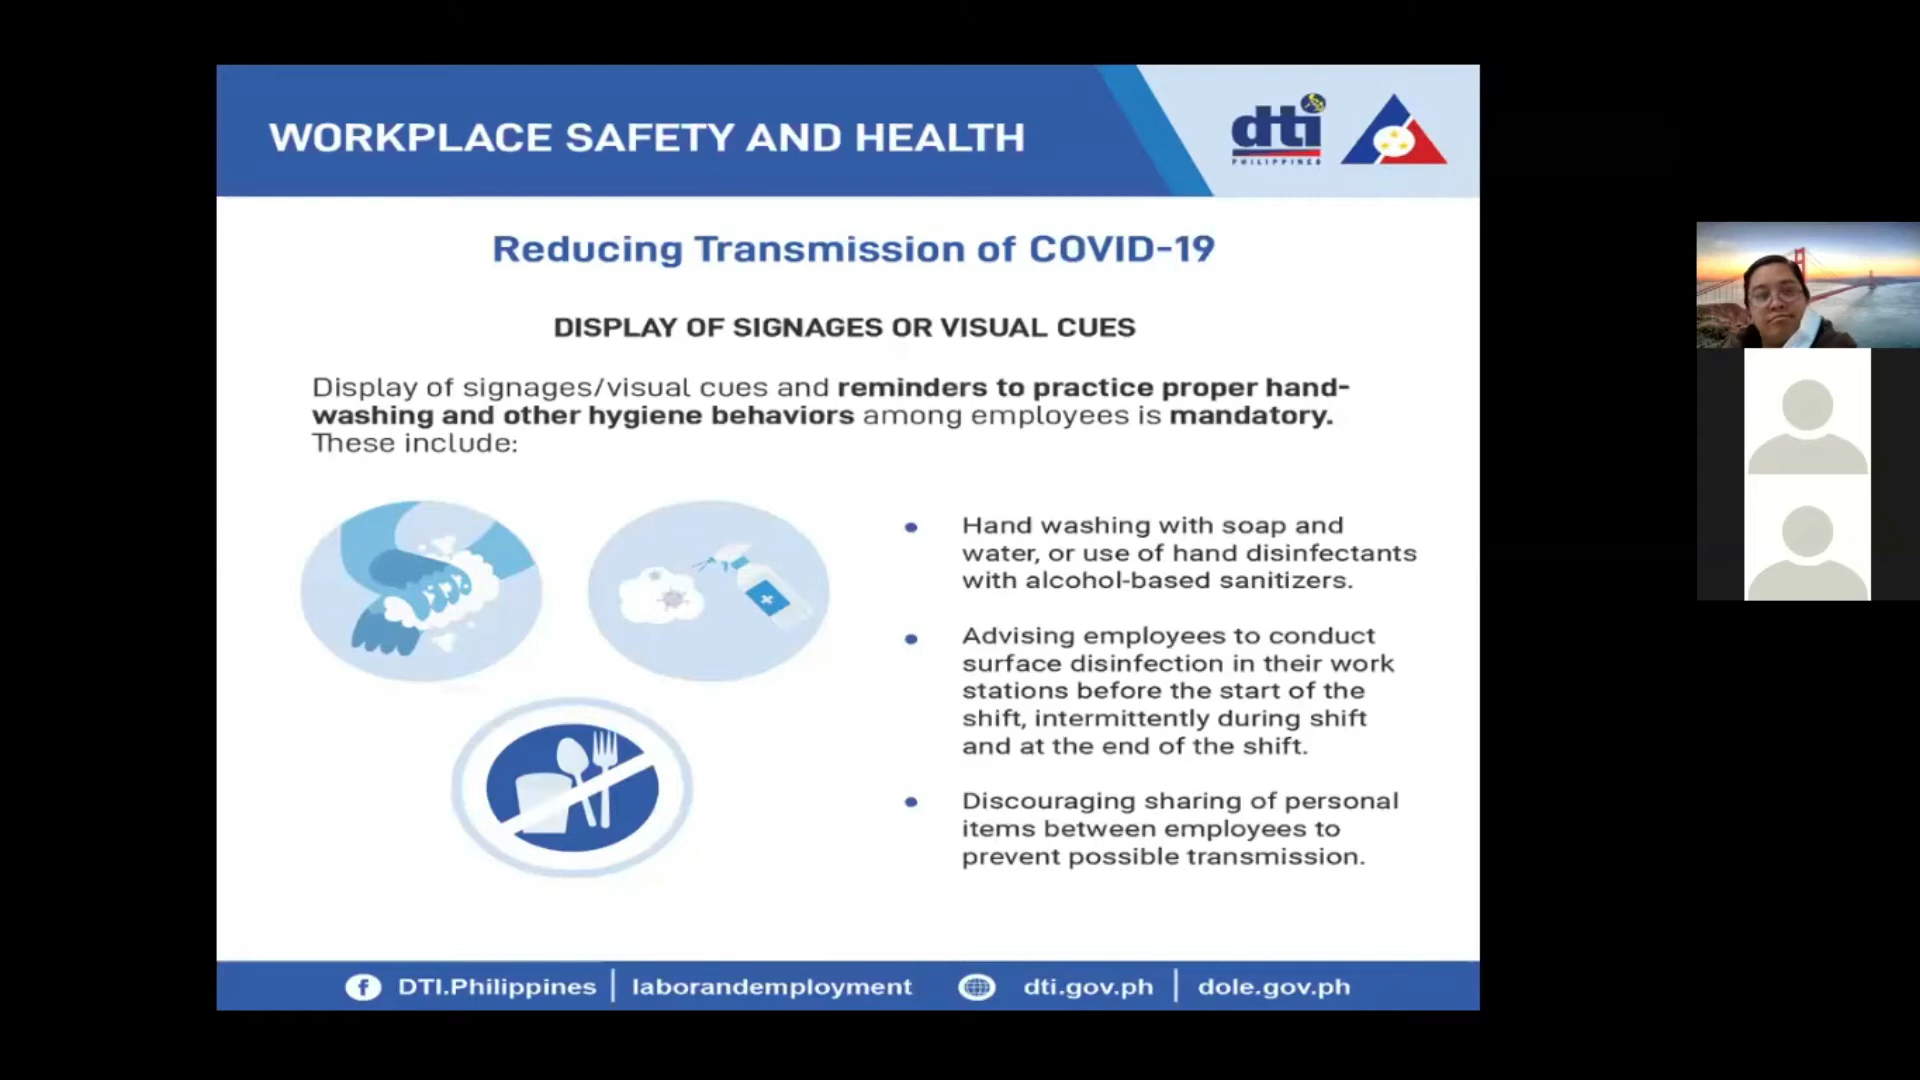 WORKPLACE SAFETY AND HEALTH
dti
PHILIPPINES
Reducing Transmission of COVID-19
DISPLAY OF SIGNAGES OR VISUAL CUES
Display of signages/visual cues and reminders to practice proper hand-
washing and other hygiene behaviors among employees is mandatory.
These include:
• Hand washing with soap and
water, or use of hand disinfectants
with alcohol-based sanitizers.
• Advising employees to conduct
surface disinfection in their work
stations before the start of the
shift, intermittently during shift
and at the end of the shift.
• Discouraging sharing of personal
items between employees to
prevent possible transmission.
f DTI.Philippines | laborandemployment dti.gov.ph | dole.gov.ph